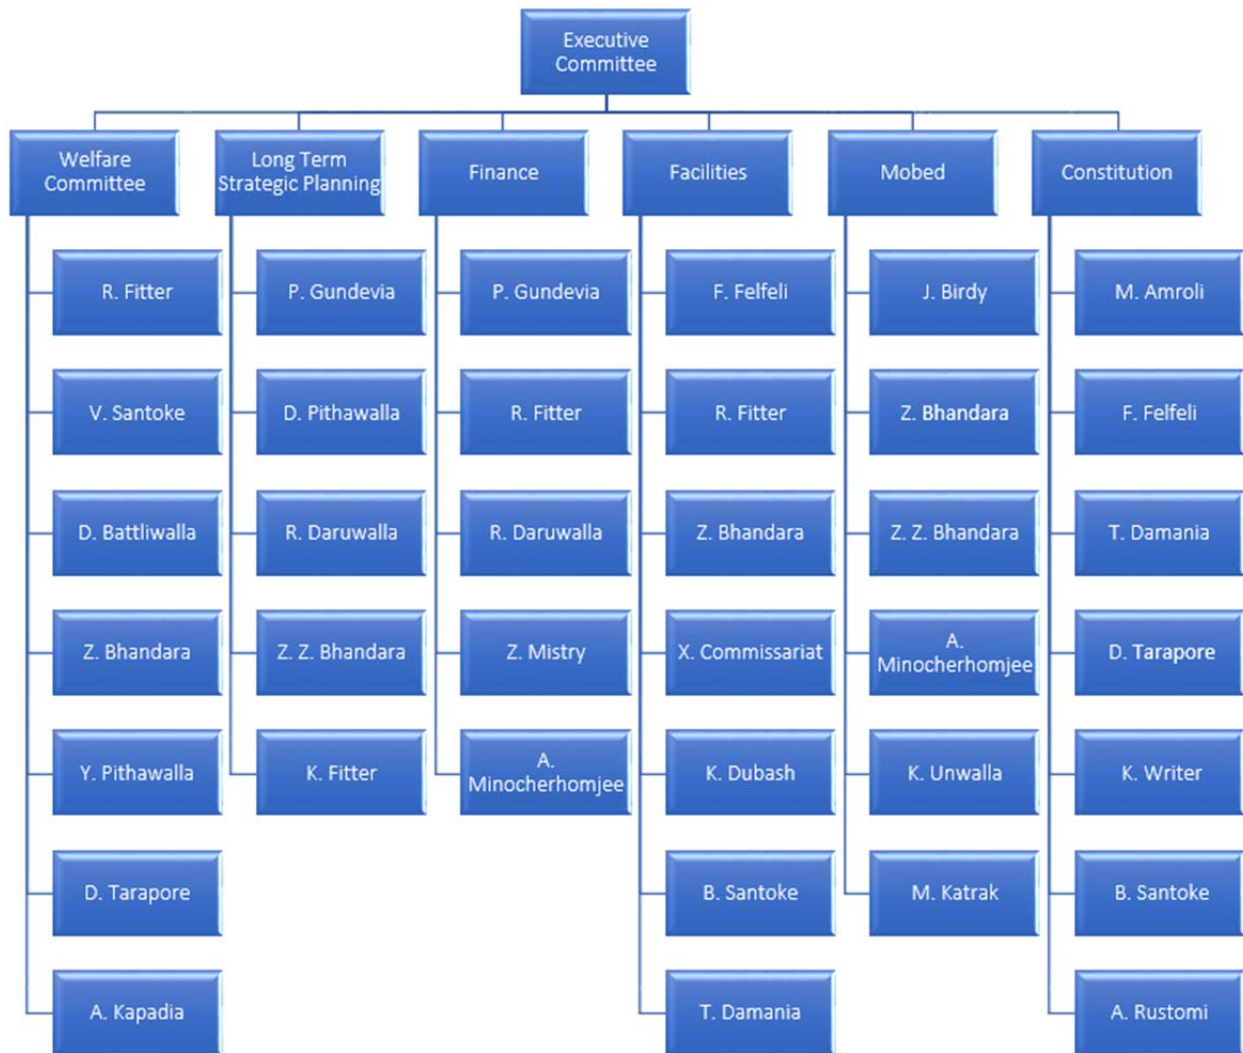 Executive
Committee
Welfare
Committee
Long Term
Strategic Planning
Finance
Facilities
Mobed
Constitution
R. Fitter
P. Gundevia
P. Gundevia
F. Felfeli
J. Birdy
M. Amroli
V. Santoke
D. Pithawalla
R. Fitter
R. Fitter
Z. Bhandara
F. Felfeli
D. Battliwalla
R. Daruwalla
R. Daruwalla
Z. Bhandara
Z. Z. Bhandara
T. Damania
Z. Bhandara
Z. Z. Bhandara
Z. Mistry
X. Commissariat
A.
Minocherhomjee
D. Tarapore
Y. Pithawalla
K. Fitter
A.
Minocherhomjee
K. Dubash
K. Unwalla
K. Writer
D. Tarapore
B. Santoke
M. Katrak
B. Santoke
A. Kapadia
T. Damania
A. Rustomi